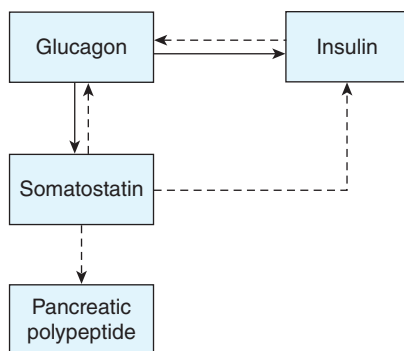 Glucagon
Insulin
Somatostatin
Pancreatic
polypeptide